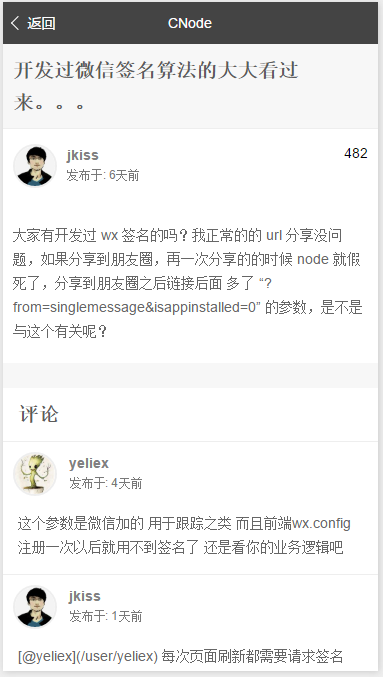 返回 CNode
开发过微信签名算法的大大看过
来。。。
jkiss 482
发布于: 6天前
大家有开发过 wx 签名的吗？我正常的的 url 分享没问
题，如果分享到朋友圈，再一次分享的的时候 node 就假
死了，分享到朋友圈之后链接后面 多了 “?
from=singlemessage&isappinstalled=0” 的参数，是不是
与这个有关呢？
评论
yeliex
发布于: 4天前
这个参数是微信加的 用于跟踪之类 而且前端wx.config
注册一次以后就用不到签名了 还是看你的业务逻辑吧
jkiss
发布于: 1天前
[@yeliex](/user/yeliex) 每次页面刷新都需要请求签名